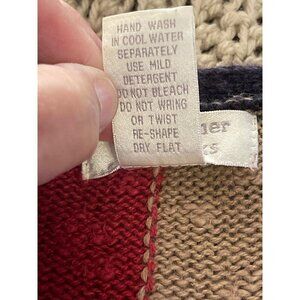 HAND WASH
IN COOL WATER
SEPARATELY
USE MILD
DETERGENT
DO NOT BLEACH
DO NOT WRING
OR TWIST
RE-SHAPE
DRY FLAT